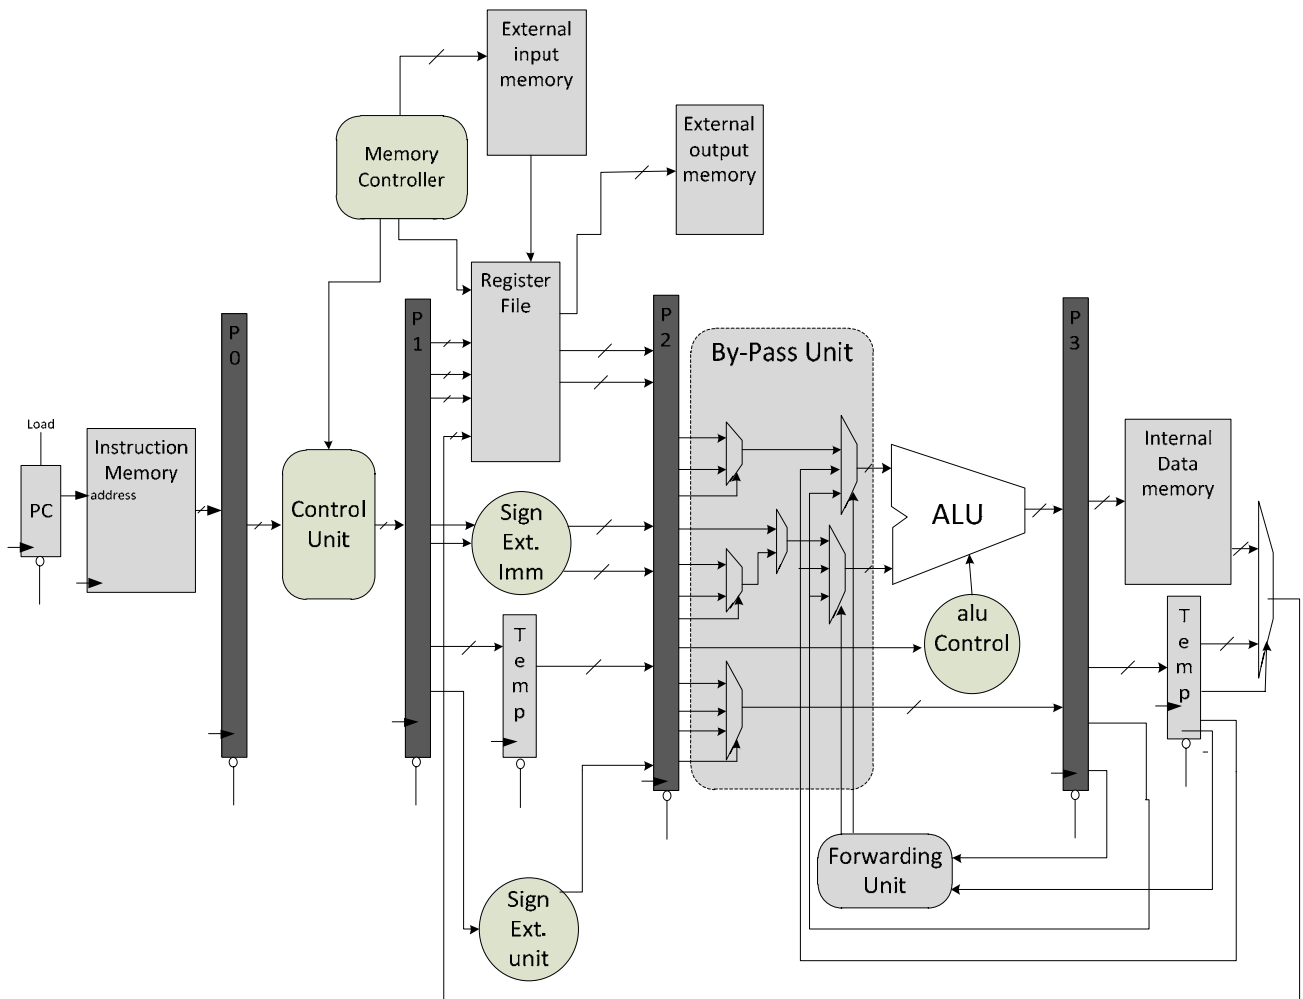 External
input
memory
External
output
memory
Memory
Controller
Register
File
P
0
P
1
P
2
By-Pass Unit
P
3
Load
Instruction
Memory
address
PC
Control
Unit
Sign
Ext.
Imm
ALU
Internal
Data
memory
T
e
m
p
alu
Control
T
e
m
p
Forwarding
Unit
Sign
Ext.
unit